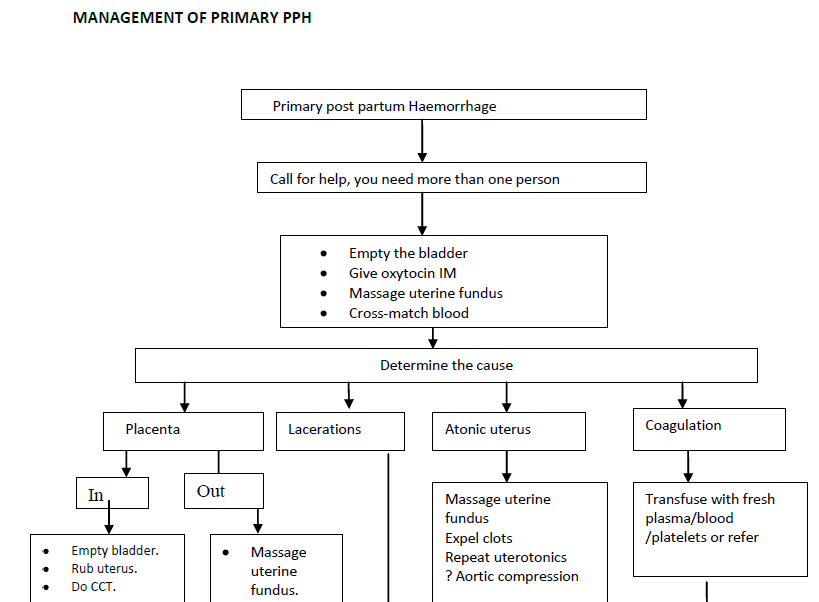 MANAGEMENT OF PRIMARY PPH
Primary post partum Haemorrhage
Call for help, you need more than one person
• Empty the bladder
• Give oxytocin IM
• Massage uterine fundus
• Cross-match blood
Determine the cause
Placenta
Lacerations
Atonic uterus
Coagulation
In
Out
• Empty bladder.
• Rub uterus.
• Do CCT.
• Massage
uterine
fundus.
Massage uterine
fundus
Expel clots
Repeat uterotonics
? Aortic compression
Transfuse with fresh
plasma/blood
/platelets or refer